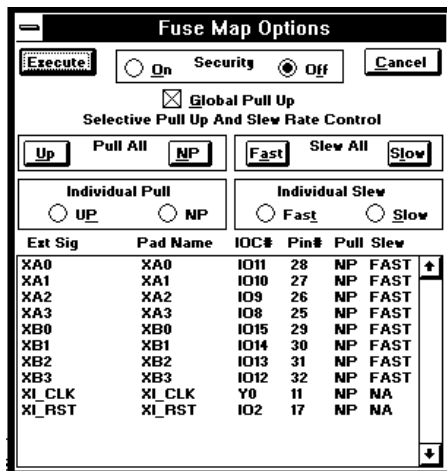 Fuse Map Options
Execute On Security Off Cancel
Global Pull Up
Selective Pull Up And Slew Rate Control
Up Pull All NP Fast Slew All Slow
Individual Pull Individual Slew
UP NP Fast Slow
Ext Sig Pad Name IOC# Pin# Pull Slew
XA0 XA0 IO11 28 NP FAST
XA1 XA1 IO10 27 NP FAST
XA2 XA2 IO9 26 NP FAST
XA3 XA3 IO8 25 NP FAST
XB0 XB0 IO15 29 NP FAST
XB1 XB1 IO14 30 NP FAST
XB2 XB2 IO13 31 NP FAST
XB3 XB3 IO12 32 NP FAST
XI_CLK XI_CLK Y0 11 NP NA
XI_RST XI_RST IO2 17 NP NA